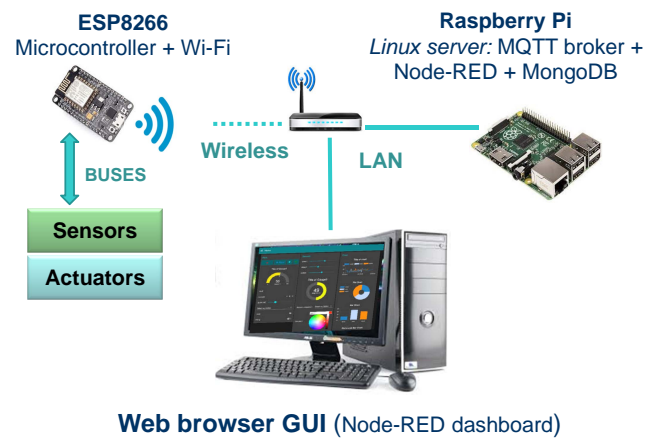 ESP8266
Microcontroller + Wi-Fi
Raspberry Pi
Linux server: MQTT broker +
Node-RED + MongoDB
Wireless
LAN
BUSES
Sensors
Actuators
Web browser GUI (Node-RED dashboard)